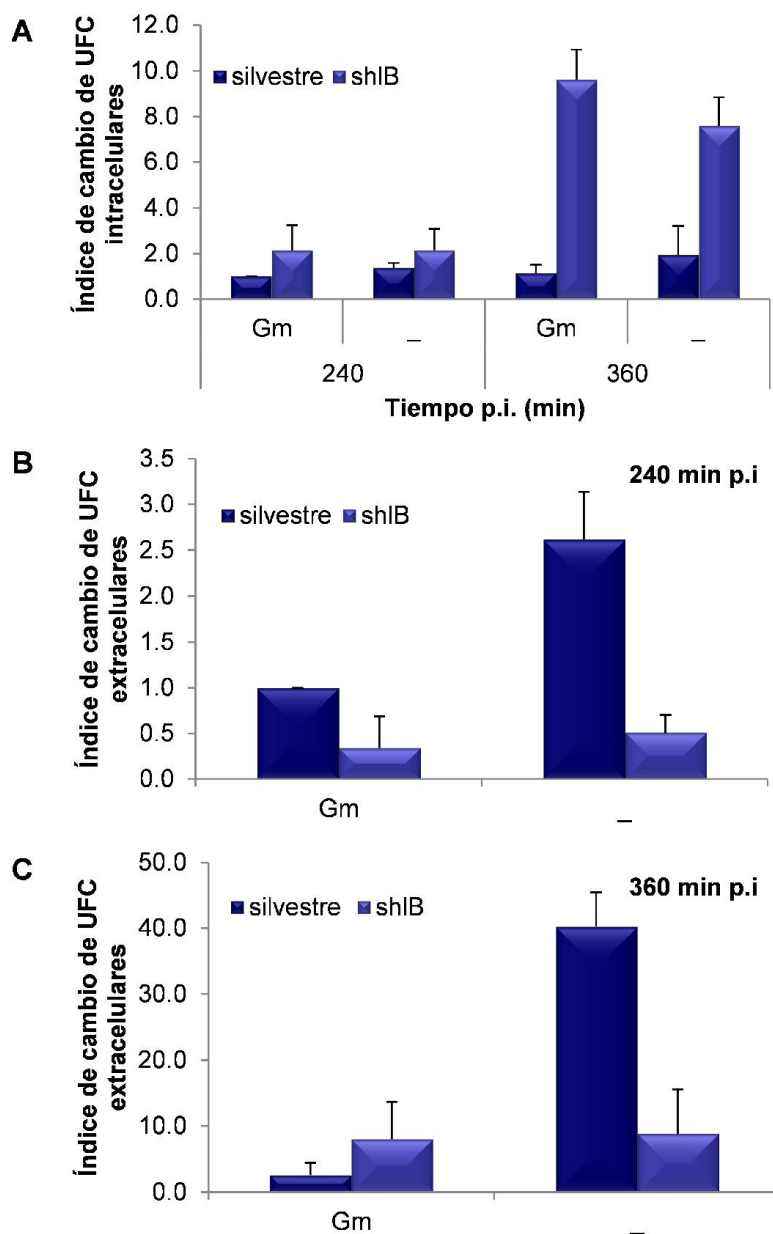 A
Índice de cambio de UFC
intracelulares
12.0
10.0
8.0
6.0
4.0
2.0
0.0
silvestre shlB
Gm – Gm –
240 360
Tiempo p.i. (min)
B
Índice de cambio de UFC
extracelulares
3.5
3.0
2.5
2.0
1.5
1.0
0.5
0.0
240 min p.i
silvestre shlB
Gm –
C
Índice de cambio de UFC
extracelulares
50.0
40.0
30.0
20.0
10.0
0.0
360 min p.i
silvestre shlB
Gm –